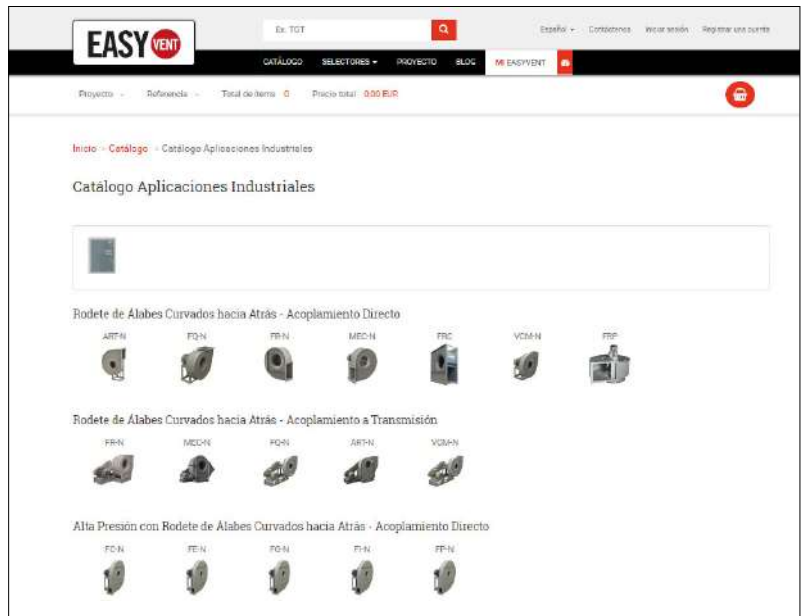 EASY VENT
Ex. TGT
Español
Contáctenos
Iniciar sesión
Registrar una cuenta
CATÁLOGO
SELECTORES
PROYECTO
BLOG
MI EASYVENT
Proyecto
Referencia
Total de items 0
Precio total 0.00 EUR
Inicio - Catálogo - Catálogo Aplicaciones Industriales
Catálogo Aplicaciones Industriales
Rodete de Álabes Curvados hacia Atrás - Acoplamiento Directo
ART-N FQ-N FR-N MEC-N FRC VCM-N FRP
Rodete de Álabes Curvados hacia Atrás - Acoplamiento a Transmisión
FR-N MEC-N FQ-N ART-N VCM-N
Alta Presión con Rodete de Álabes Curvados hacia Atrás - Acoplamiento Directo
FC-N FE-N FG-N FI-N FP-N